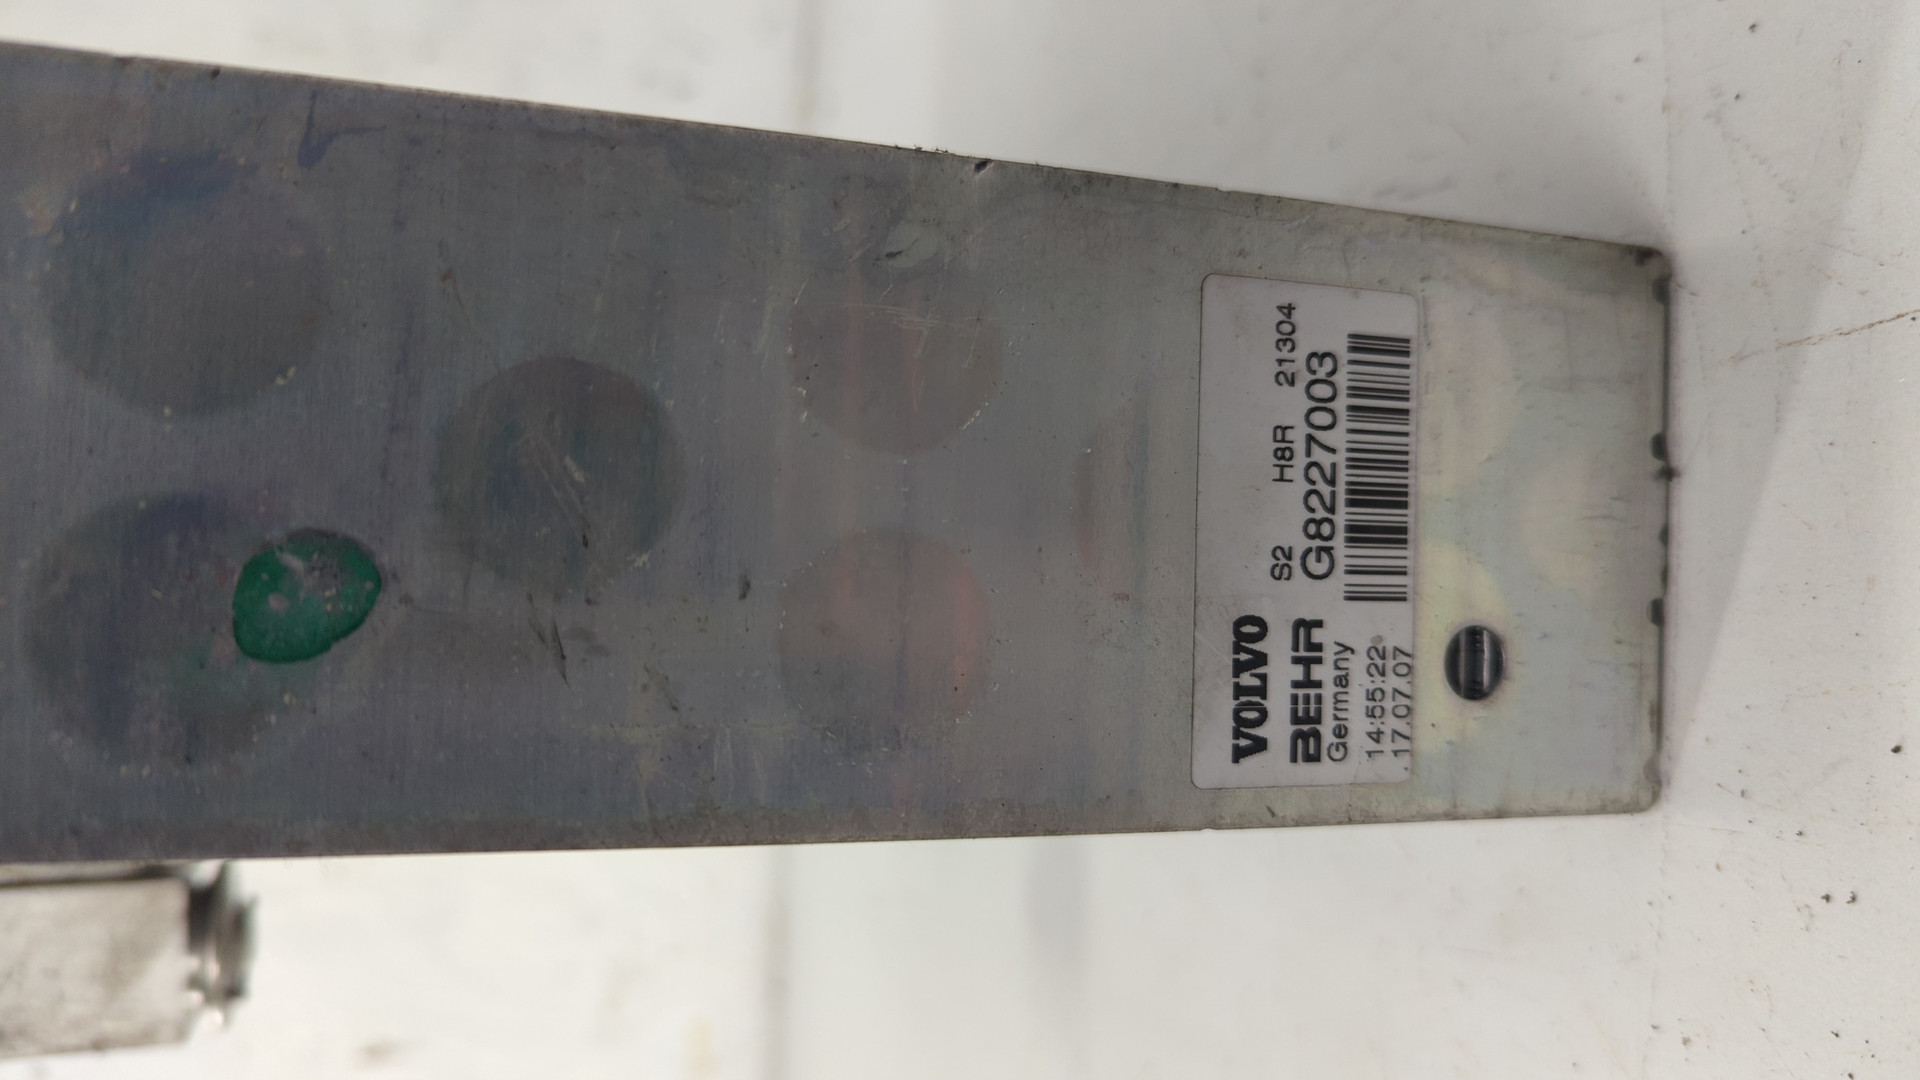 VOLVO
S2 H8R 21304
BEHR G8227003
Germany
14:55:22
17.07.07